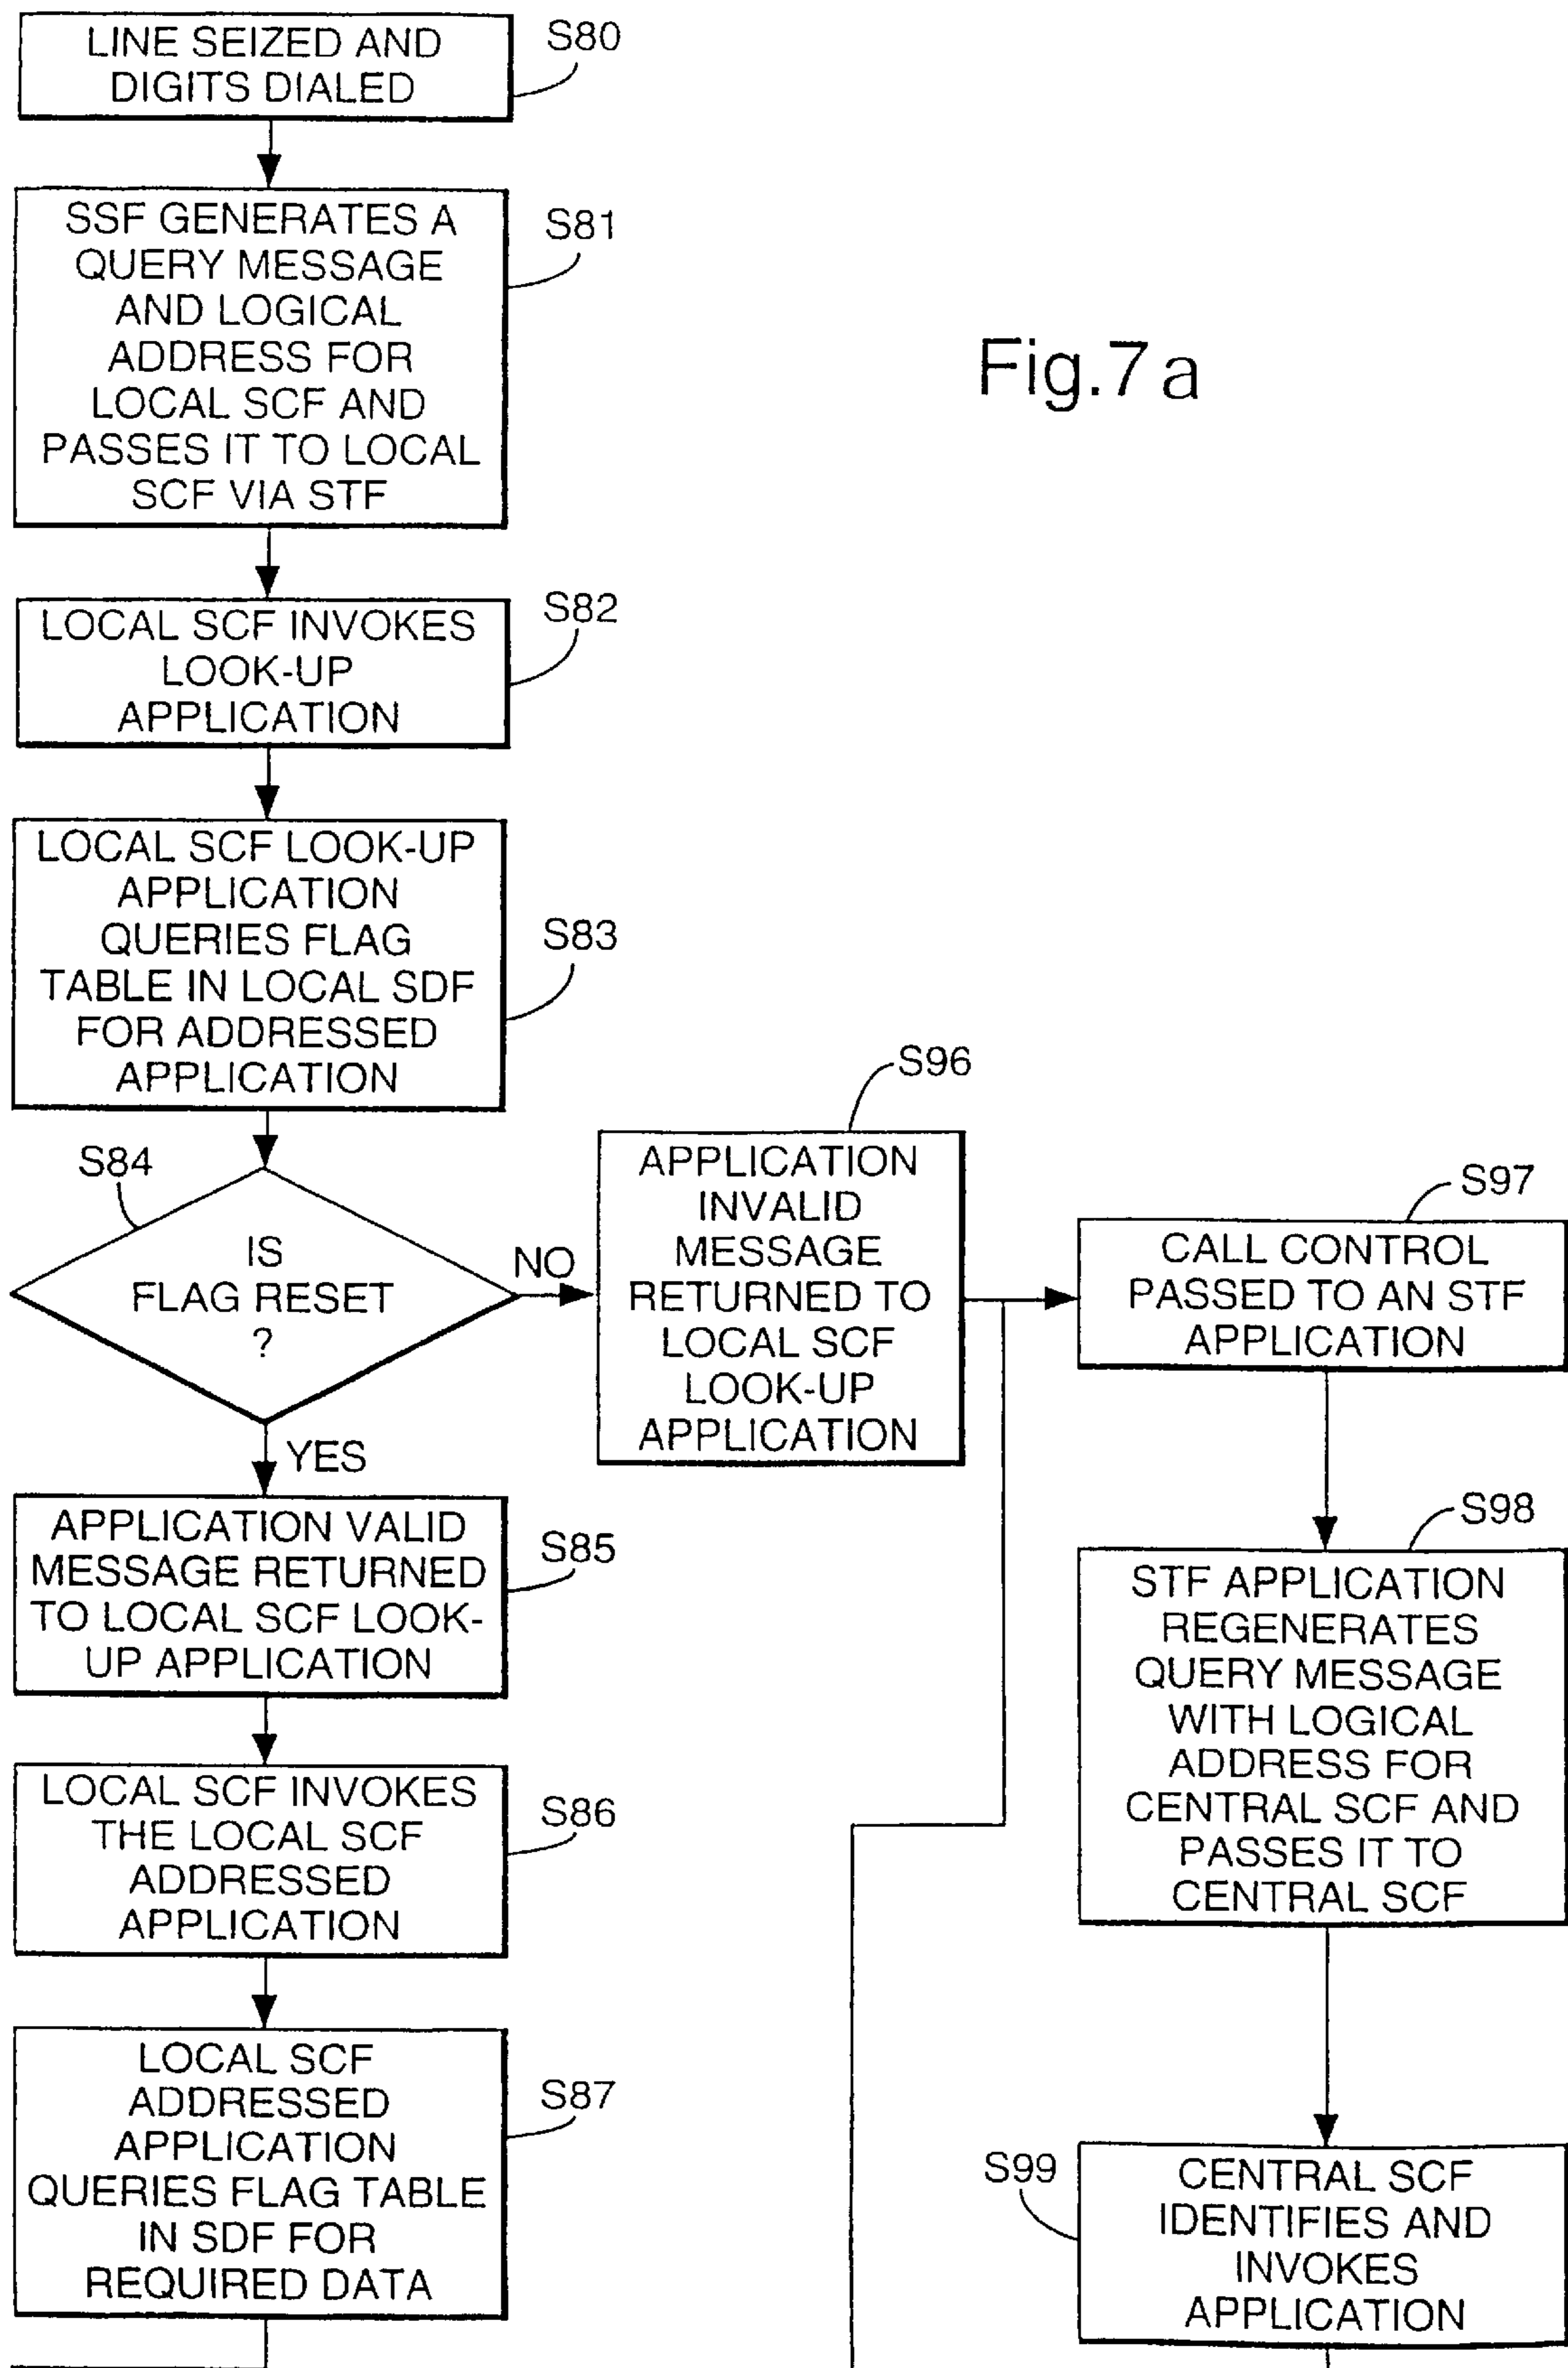 LINE SEIZED AND
DIGITS DIALED
S80
SSF GENERATES A
QUERY MESSAGE
AND LOGICAL
ADDRESS FOR
LOCAL SCF AND
PASSES IT TO LOCAL
SCF VIA STF
S81
Fig.7a
LOCAL SCF INVOKES
LOOK-UP
APPLICATION
S82
LOCAL SCF LOOK-UP
APPLICATION
QUERIES FLAG
TABLE IN LOCAL SDF
FOR ADDRESSED
APPLICATION
S83
S84
IS
FLAG RESET
?
NO
YES
S96
APPLICATION
INVALID
MESSAGE
RETURNED TO
LOCAL SCF
LOOK-UP
APPLICATION
S97
CALL CONTROL
PASSED TO AN STF
APPLICATION
APPLICATION VALID
MESSAGE RETURNED
TO LOCAL SCF LOOK-
UP APPLICATION
S85
S98
STF APPLICATION
REGENERATES
QUERY MESSAGE
WITH LOGICAL
ADDRESS FOR
CENTRAL SCF AND
PASSES IT TO
CENTRAL SCF
LOCAL SCF INVOKES
THE LOCAL SCF
ADDRESSED
APPLICATION
S86
LOCAL SCF
ADDRESSED
APPLICATION
QUERIES FLAG TABLE
IN SDF FOR
REQUIRED DATA
S87
S99
CENTRAL SCF
IDENTIFIES AND
INVOKES
APPLICATION